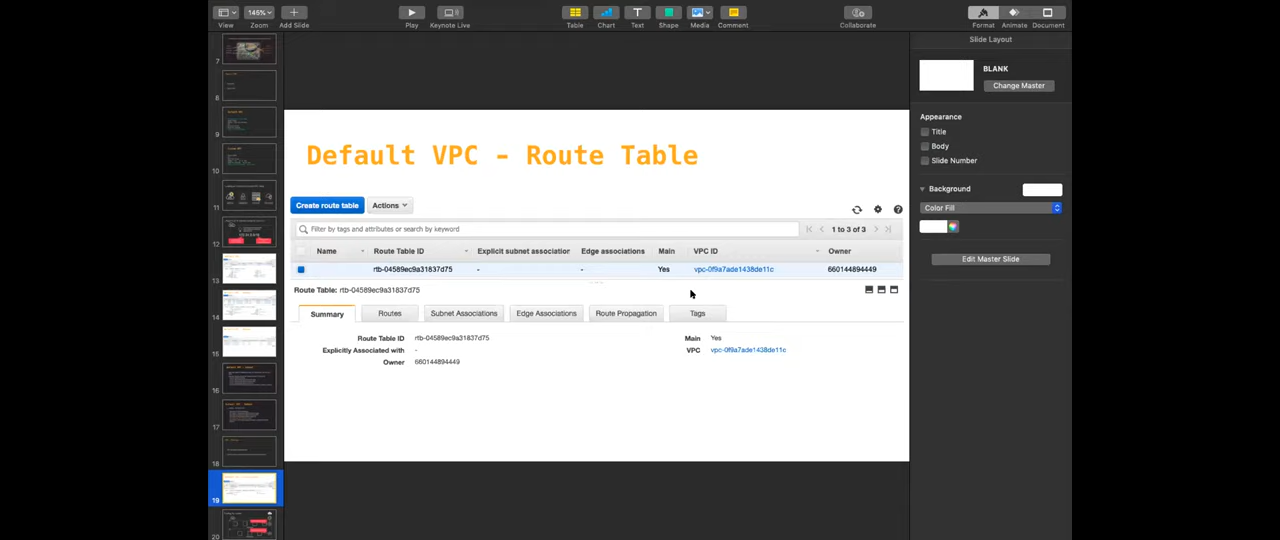 View
145%
Zoom
Add Slide
Play
Keynote Live
Table
Chart
Text
Shape
Media
Comment
Collaborate
Format
Animate
Document
Slide Layout
BLANK
Change Master
Appearance
Title
Body
Slide Number
Background
Color Fill
Edit Master Slide
7
8
9
10
11
12
13
14
15
16
17
18
19
20
Default VPC - Route Table
Create route table
Actions
Filter by tags and attributes or search by keyword
1 to 3 of 3
Name Route Table ID Explicit subnet association Edge associations Main VPC ID Owner
rtb-04589ec9a31837d75 - - Yes vpc-0f9a7ade1438de11c 660144894449
Route Table: rtb-04589ec9a31837d75
Summary Routes Subnet Associations Edge Associations Route Propagation Tags
Route Table ID rtb-04589ec9a31837d75 Main Yes
Explicitly Associated with - VPC vpc-0f9a7ade1438de11c
Owner 660144894449